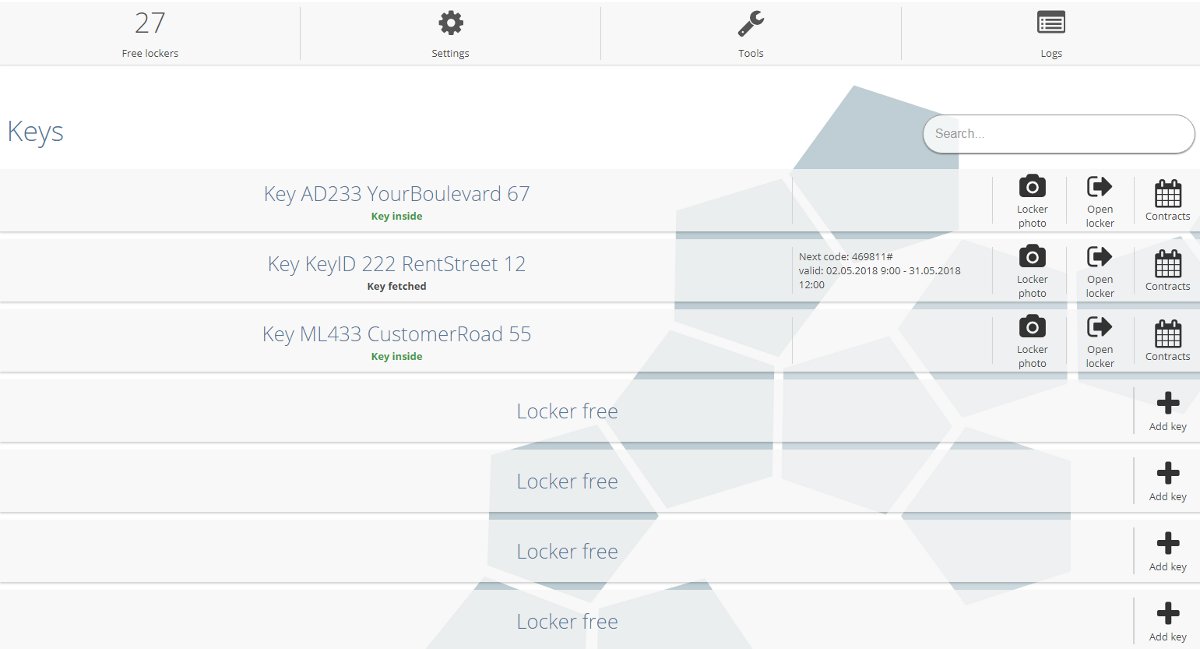 27
Free lockers
Settings
Tools
Logs
Keys
Search...
Key AD233 YourBoulevard 67
Key inside
Locker
photo
Open
locker
Contracts
Key KeyID 222 RentStreet 12
Key fetched
Next code: 469811#
valid: 02.05.2018 9:00 - 31.05.2018
12:00
Locker
photo
Open
locker
Contracts
Key ML433 CustomerRoad 55
Key inside
Locker
photo
Open
locker
Contracts
Locker free
Add key
Locker free
Add key
Locker free
Add key
Locker free
Add key